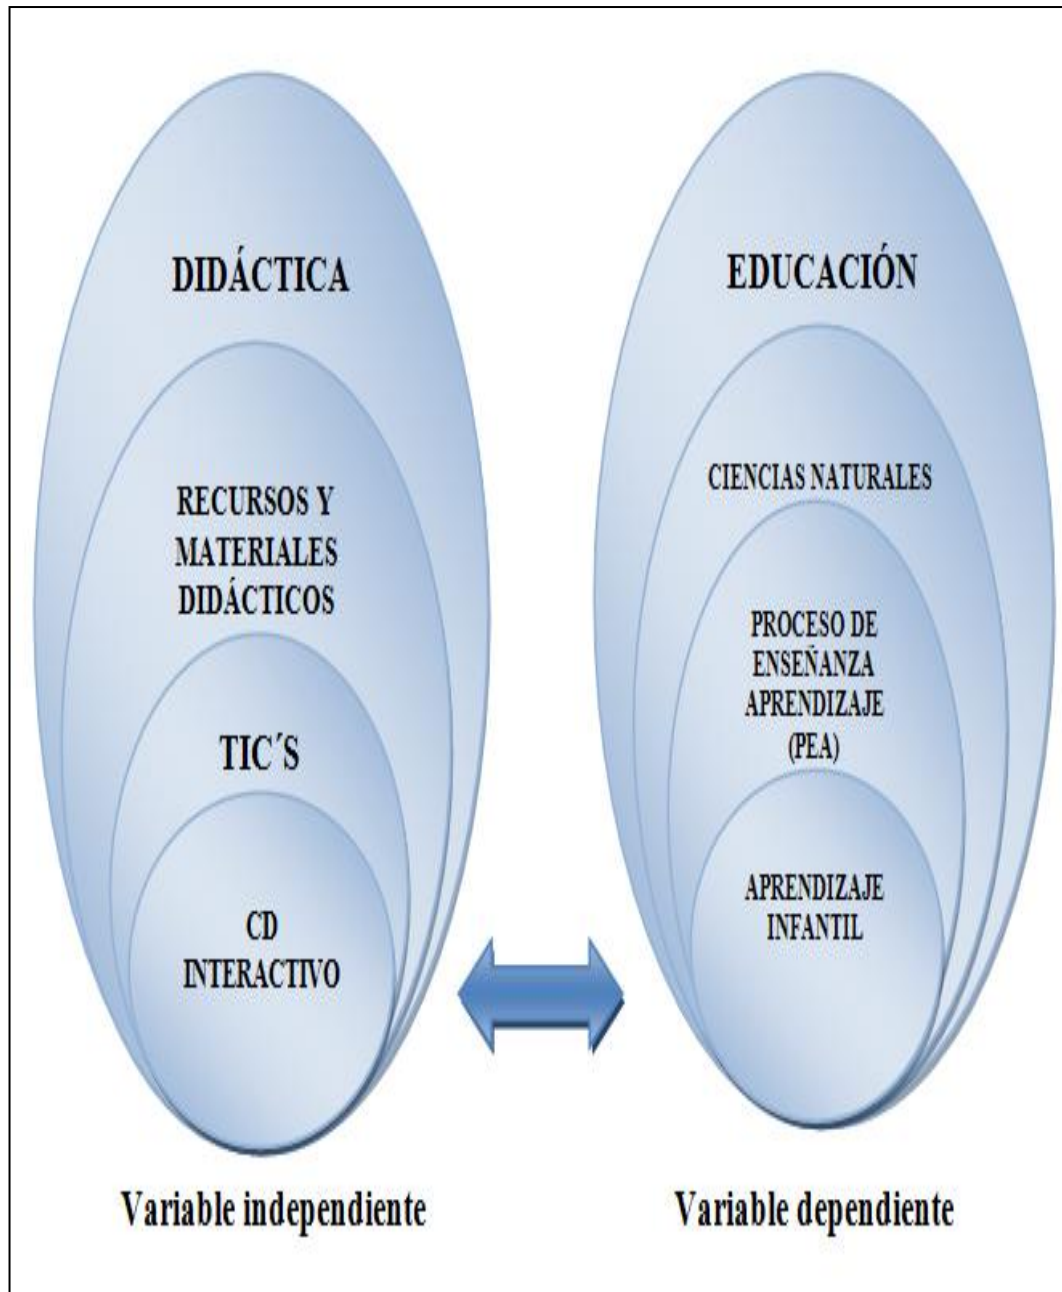 DIDÁCTICA
RECURSOS Y
MATERIALES
DIDÁCTICOS
TIC´S
CD
INTERACTIVO
Variable independiente
EDUCACIÓN
CIENCIAS NATURALES
PROCESO DE
ENSEÑANZA
APRENDIZAJE
(PEA)
APRENDIZAJE
INFANTIL
Variable dependiente